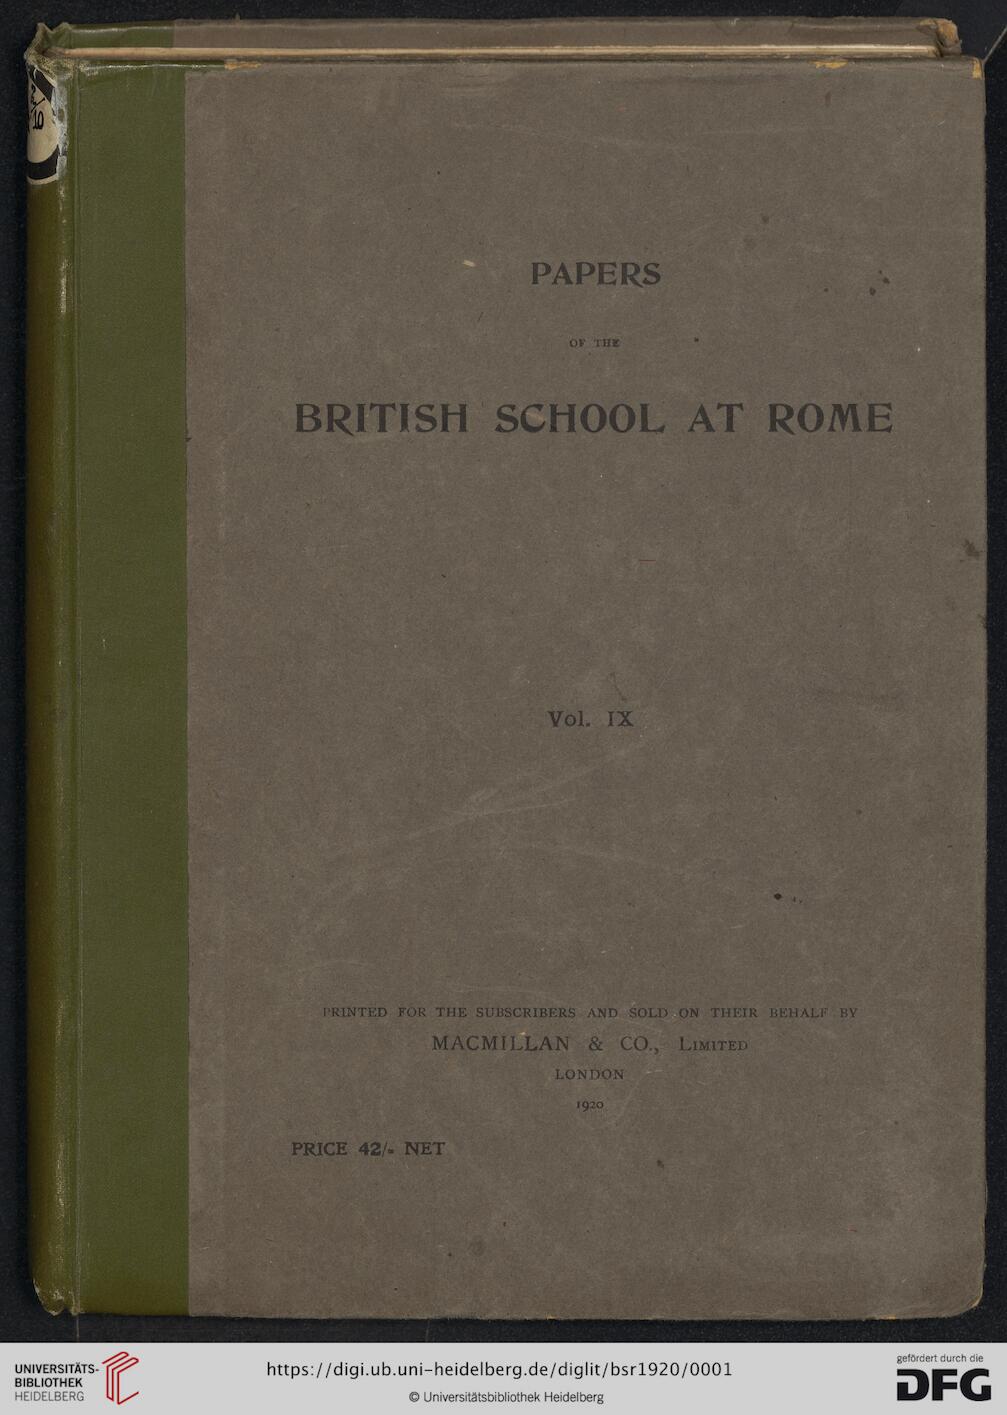 PAPERS
OF THE
BRITISH SCHOOL AT ROME
Vol. IX
PRINTED FOR THE SUBSCRIBERS AND SOLD ON THEIR BEHALF BY
MACMILLAN & CO., LIMITED
LONDON
1920
PRICE 42/- NET
UNIVERSITÄTS-
BIBLIOTHEK
HEIDELBERG
https://digi.ub.uni-heidelberg.de/diglit/bsr1920/0001
© Universitätsbibliothek Heidelberg
gefördert durch die
DFG